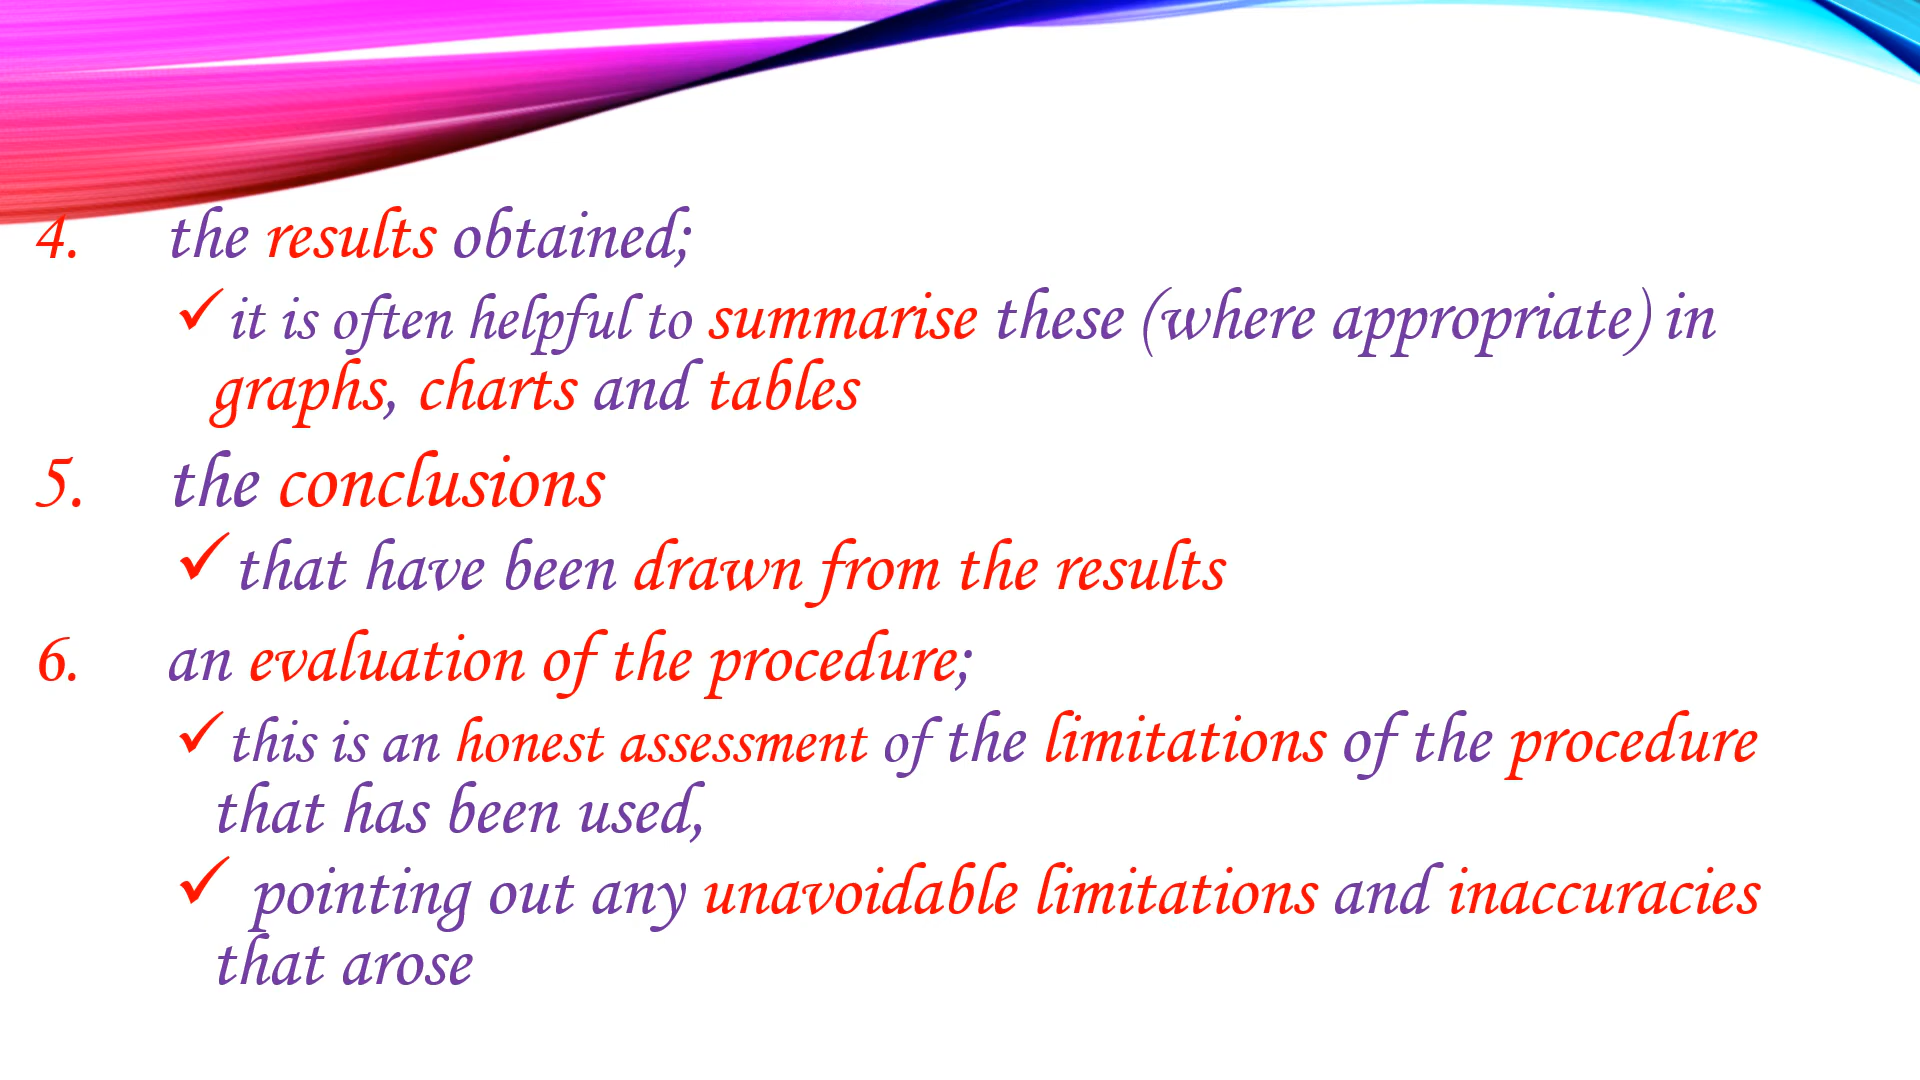 4. the results obtained;
✓ it is often helpful to summarise these (where appropriate) in
graphs, charts and tables
5. the conclusions
✓ that have been drawn from the results
6. an evaluation of the procedure;
✓ this is an honest assessment of the limitations of the procedure
that has been used,
✓ pointing out any unavoidable limitations and inaccuracies
that arose